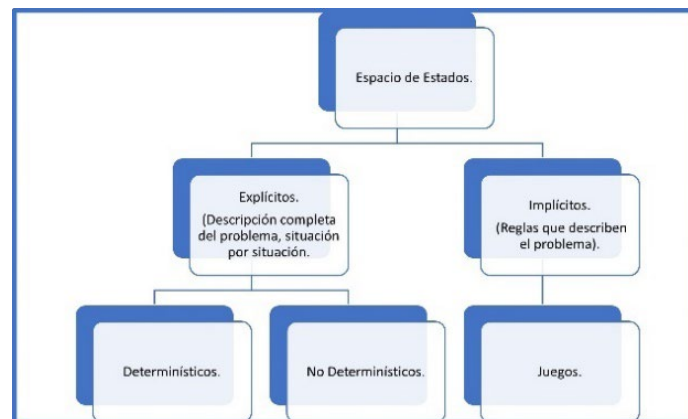 Espacio de Estados.
Explícitos.
(Descripción completa
del problema, situación
por situación.
Implícitos.
(Reglas que describen
el problema).
Determinísticos.
No Determinísticos.
Juegos.